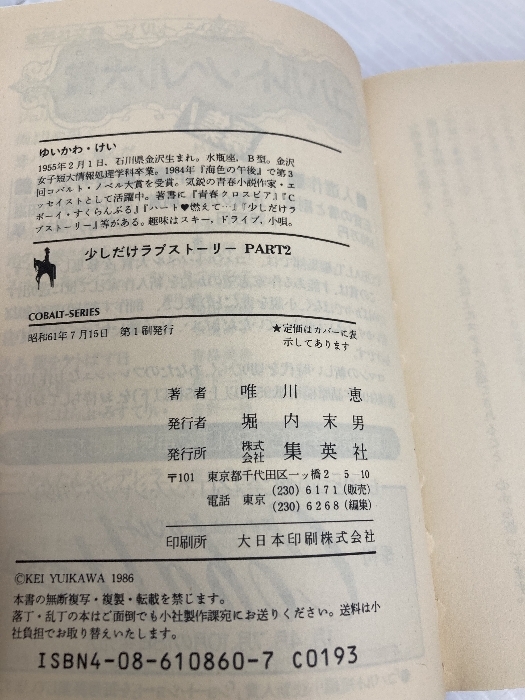 ゆいかわ・けい
1955年2月1日、石川県金沢生まれ。水瓶座、B型。金沢
女子短大情報処理学科卒業。1984年『海色の午後』で第3
回コバルト・ノベル大賞を受賞。気鋭の青春小説作家・エ
ッセイストとして活躍中。著書に『青春クロスピア』『C
ボーイ・すくらんぶる』『ハート♥燃えて…』『少しだけラ
ブストーリー』等がある。趣味はスキー、ドライブ、小唄。
少しだけラブストーリー PART2
COBALT-SERIES
昭和61年7月15日 第1刷発行
★定価はカバーに表
示してあります
著者 唯川恵
発行者 堀内末男
発行所 株式会社 集英社
〒101 東京都千代田区一ッ橋2-5-10
電話 東京 (230)6171(販売)
(230)6268(編集)
印刷所 大日本印刷株式会社
©KEI YUIKAWA 1986
本書の無断複写・複製・転載を禁じます。
落丁・乱丁の本はご面倒でも小社製作課宛にお送りください。送料は小
社負担でお取り替えいたします。
ISBN4-08-610860-7 C0193